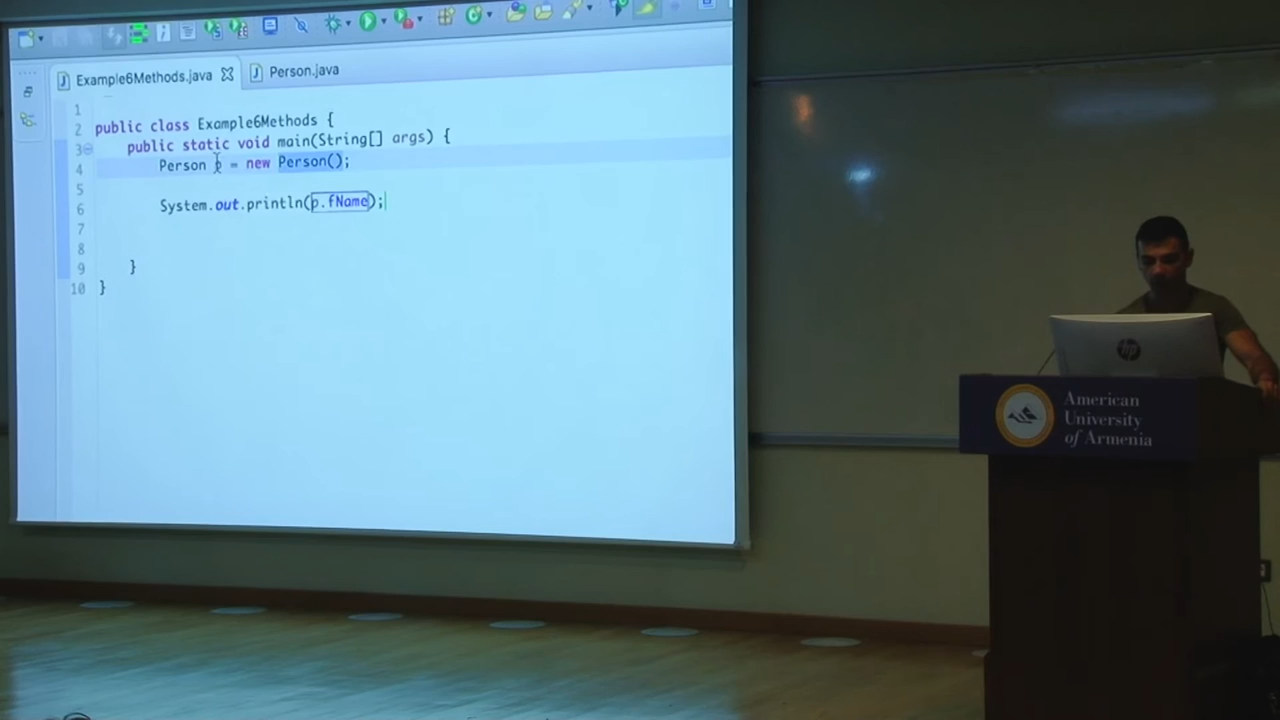 Example6Methods.java
Person.java
1
2 public class Example6Methods {
3 public static void main(String[] args) {
4 Person p = new Person();
5
6 System.out.println(p.fName);
7
8
9 }
10 }
hp
American
University
of Armenia